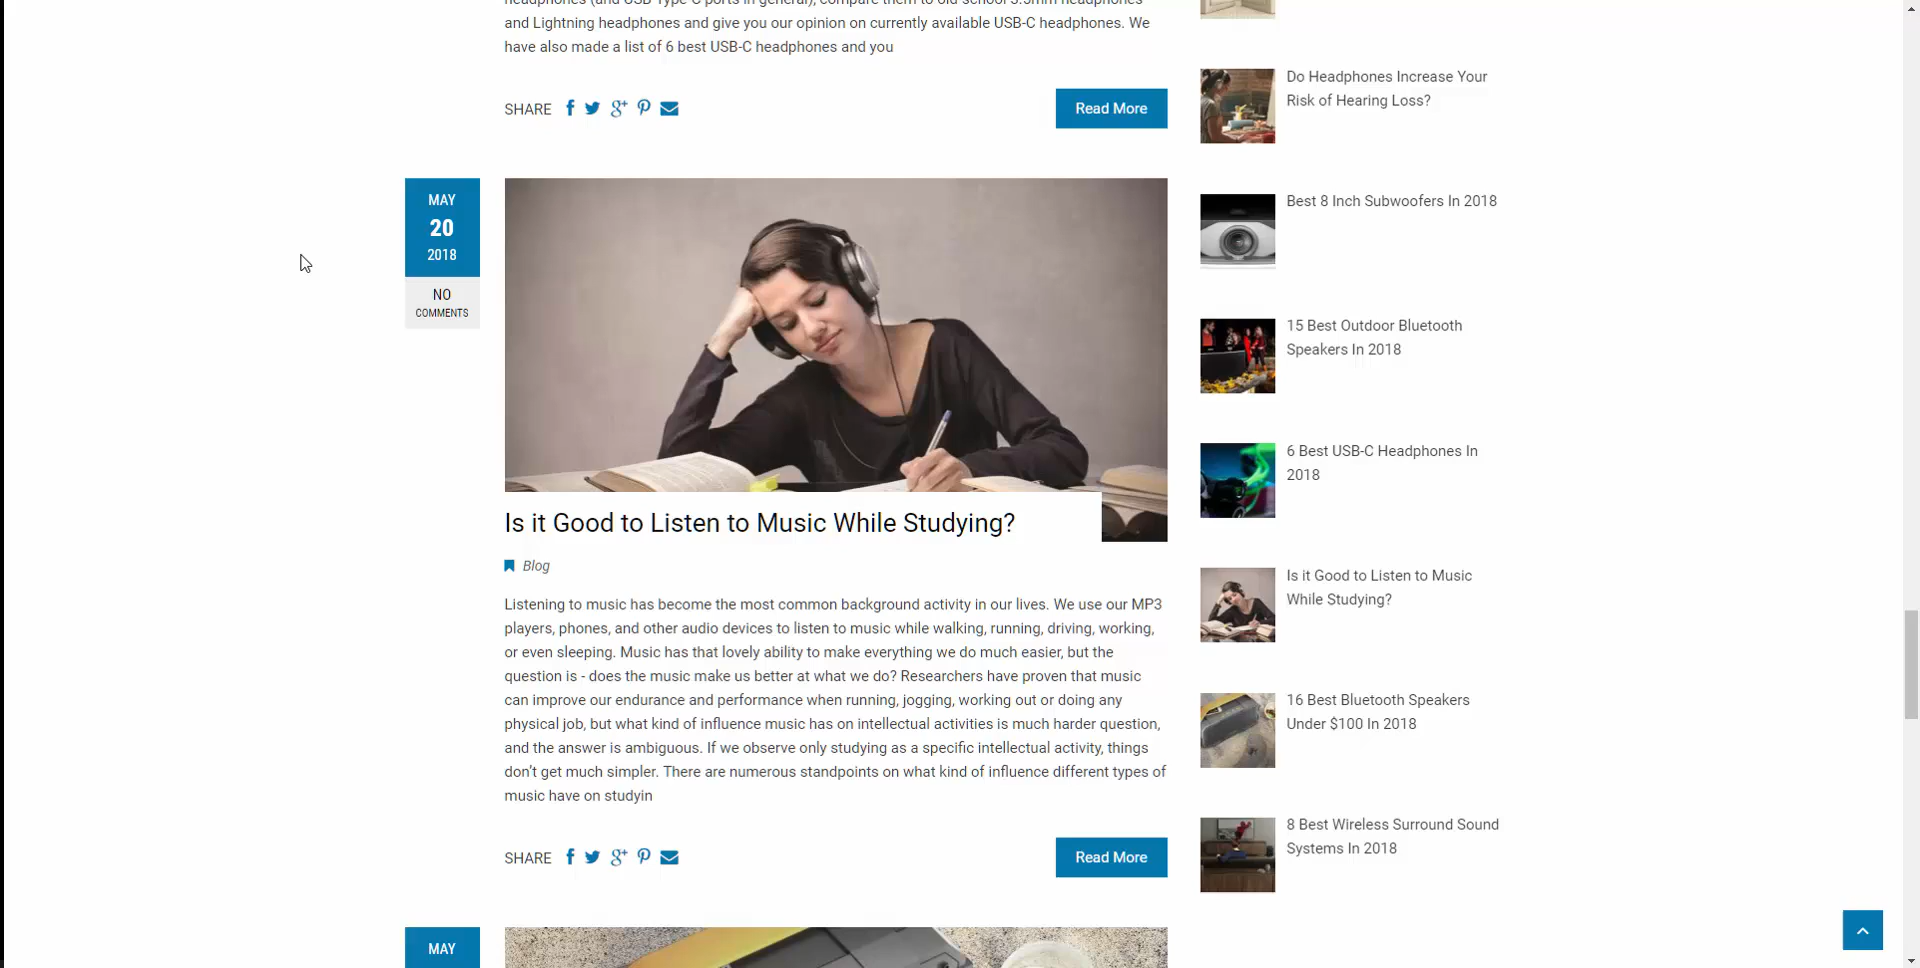 and Lightning headphones and give you our opinion on currently available USB-C headphones. We
have also made a list of 6 best USB-C headphones and you
SHARE
Read More
MAY
20
2018
NO
COMMENTS
Is it Good to Listen to Music While Studying?
Blog
Listening to music has become the most common background activity in our lives. We use our MP3
players, phones, and other audio devices to listen to music while walking, running, driving, working,
or even sleeping. Music has that lovely ability to make everything we do much easier, but the
question is - does the music make us better at what we do? Researchers have proven that music
can improve our endurance and performance when running, jogging, working out or doing any
physical job, but what kind of influence music has on intellectual activities is much harder question,
and the answer is ambiguous. If we observe only studying as a specific intellectual activity, things
don't get much simpler. There are numerous standpoints on what kind of influence different types of
music have on studyin
SHARE
Read More
MAY
Do Headphones Increase Your
Risk of Hearing Loss?
Best 8 Inch Subwoofers In 2018
15 Best Outdoor Bluetooth
Speakers In 2018
6 Best USB-C Headphones In
2018
Is it Good to Listen to Music
While Studying?
16 Best Bluetooth Speakers
Under $100 In 2018
8 Best Wireless Surround Sound
Systems In 2018